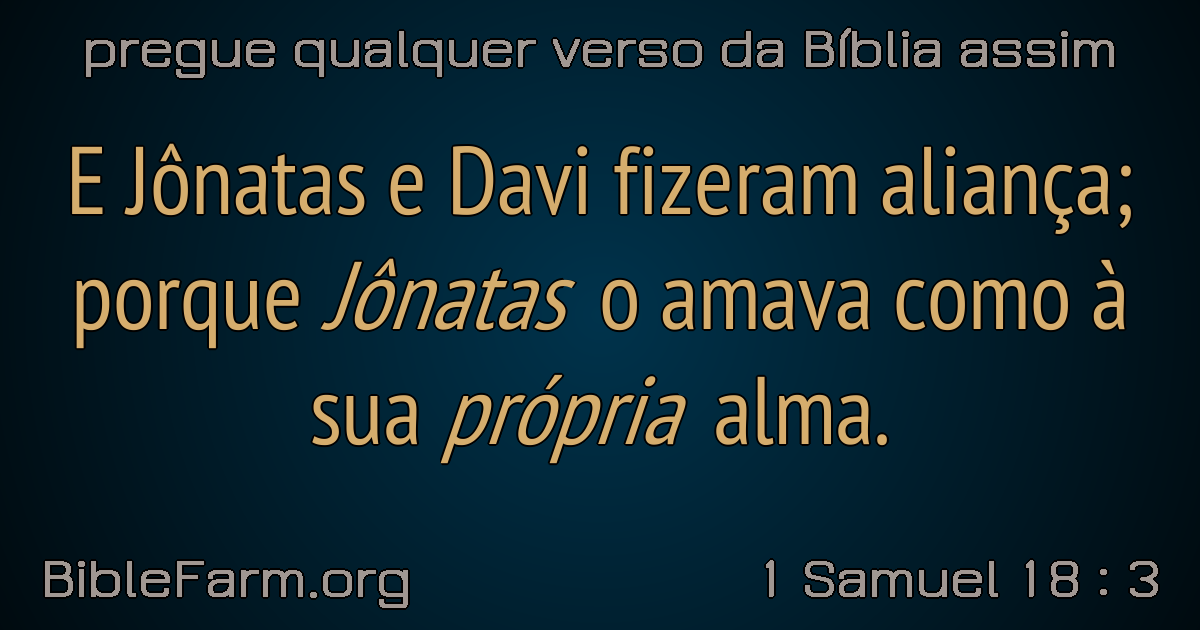 pregue qualquer verso da Bíblia assim
E Jônatas e Davi fizeram aliança;
porque Jônatas o amava como à
sua própria alma.
BibleFarm.org
1 Samuel 18 : 3